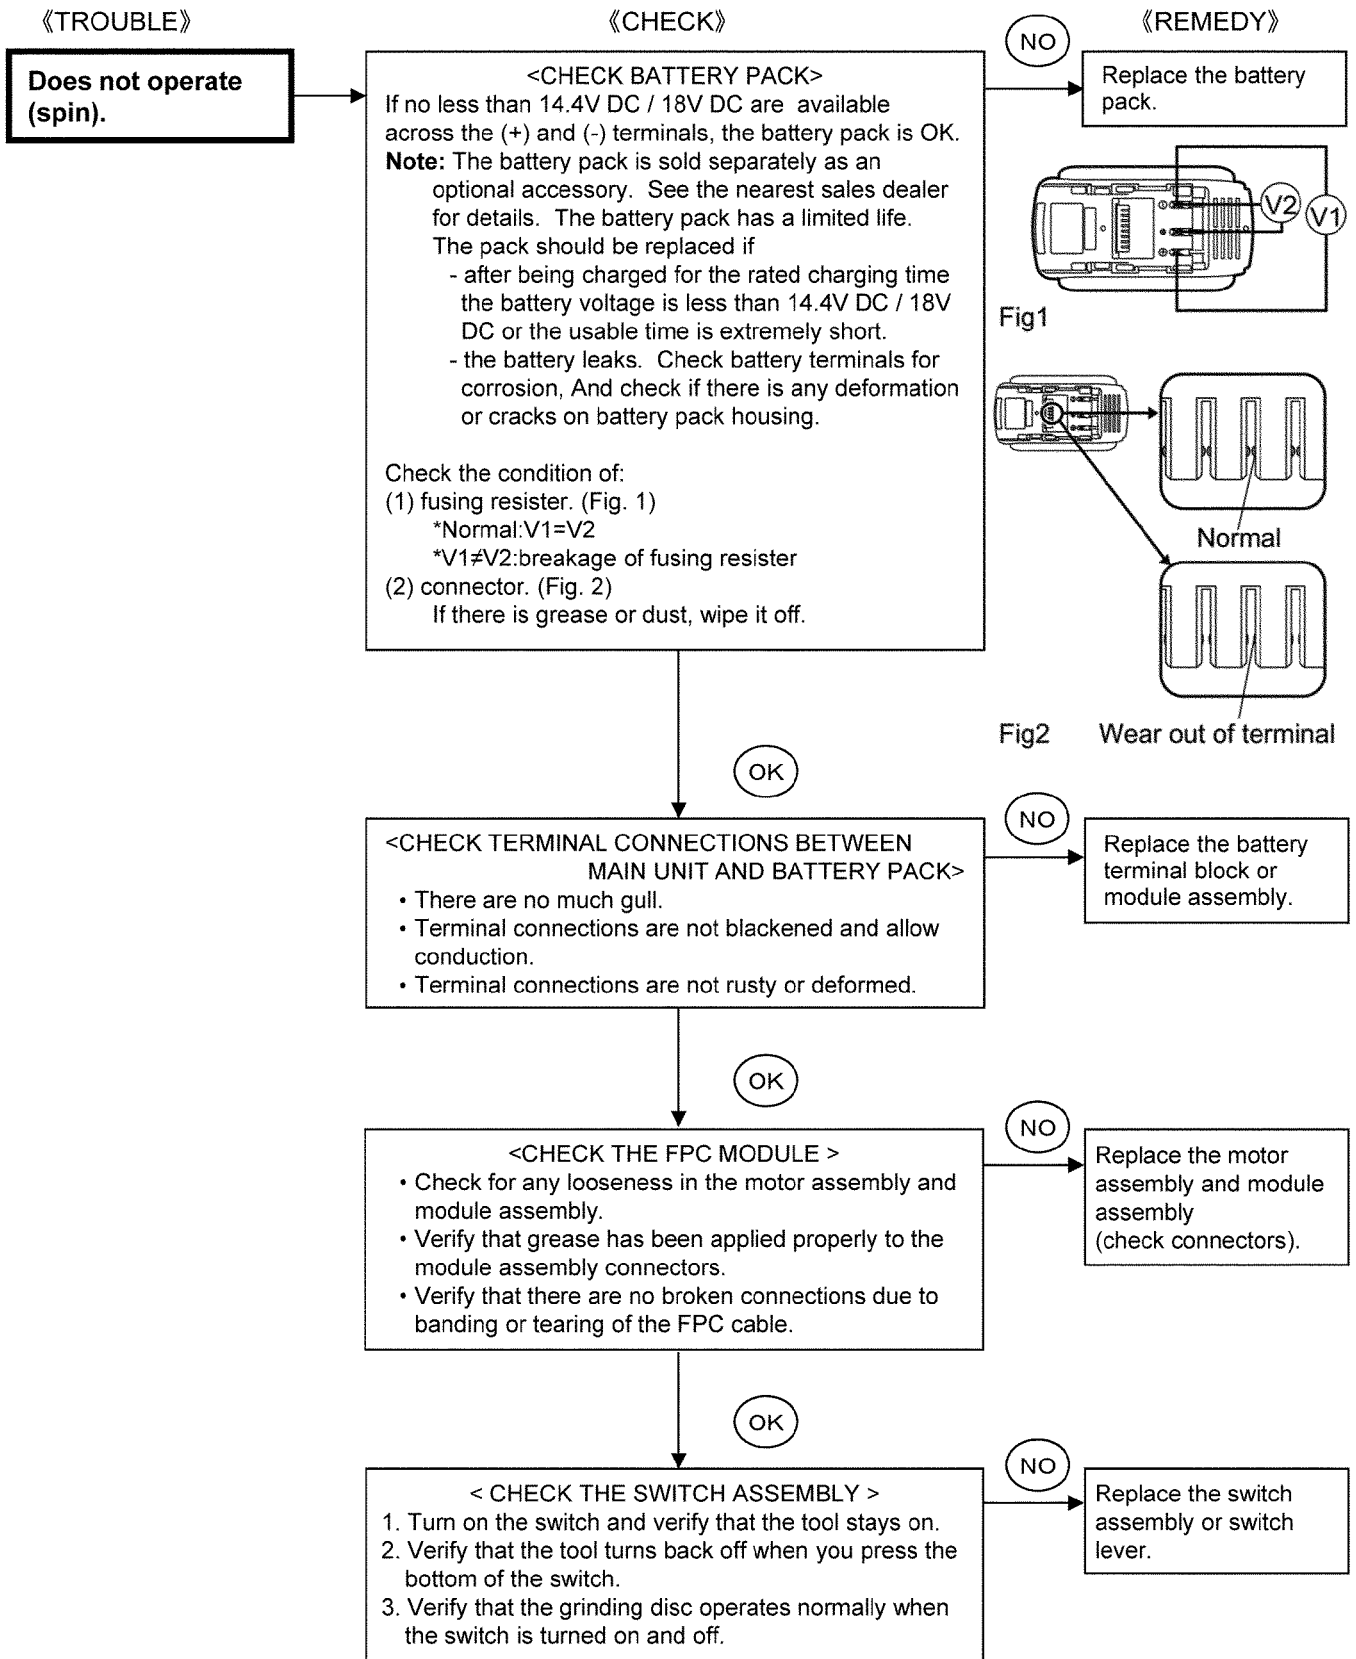 《TROUBLE》
《CHECK》
《REMEDY》
Does not operate
(spin).
<CHECK BATTERY PACK>
If no less than 14.4V DC / 18V DC are available
across the (+) and (-) terminals, the battery pack is OK.
Note: The battery pack is sold separately as an
optional accessory. See the nearest sales dealer
for details. The battery pack has a limited life.
The pack should be replaced if
- after being charged for the rated charging time
the battery voltage is less than 14.4V DC / 18V
DC or the usable time is extremely short.
- the battery leaks. Check battery terminals for
corrosion, And check if there is any deformation
or cracks on battery pack housing.
Check the condition of:
(1) fusing resister. (Fig. 1)
*Normal:V1=V2
*V1≠V2:breakage of fusing resister
(2) connector. (Fig. 2)
If there is grease or dust, wipe it off.
NO
Replace the battery
pack.
V2
V1
Fig1
Normal
Fig2
Wear out of terminal
OK
<CHECK TERMINAL CONNECTIONS BETWEEN
MAIN UNIT AND BATTERY PACK>
• There are no much gull.
• Terminal connections are not blackened and allow
conduction.
• Terminal connections are not rusty or deformed.
NO
Replace the battery
terminal block or
module assembly.
OK
<CHECK THE FPC MODULE >
• Check for any looseness in the motor assembly and
module assembly.
• Verify that grease has been applied properly to the
module assembly connectors.
• Verify that there are no broken connections due to
banding or tearing of the FPC cable.
NO
Replace the motor
assembly and module
assembly
(check connectors).
OK
< CHECK THE SWITCH ASSEMBLY >
1. Turn on the switch and verify that the tool stays on.
2. Verify that the tool turns back off when you press the
bottom of the switch.
3. Verify that the grinding disc operates normally when
the switch is turned on and off.
NO
Replace the switch
assembly or switch
lever.